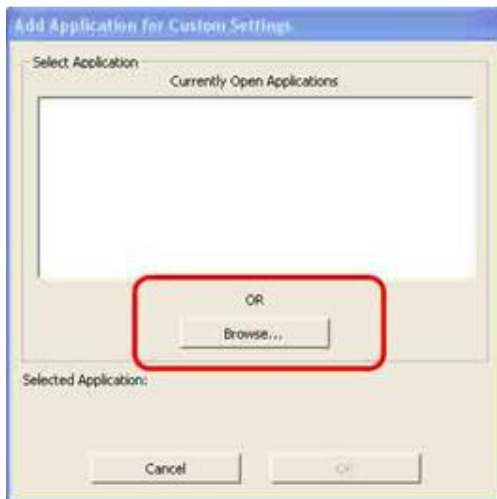 Add Application for Custom Settings
Select Application
Currently Open Applications
OR
Browse...
Selected Application:
Cancel
OK